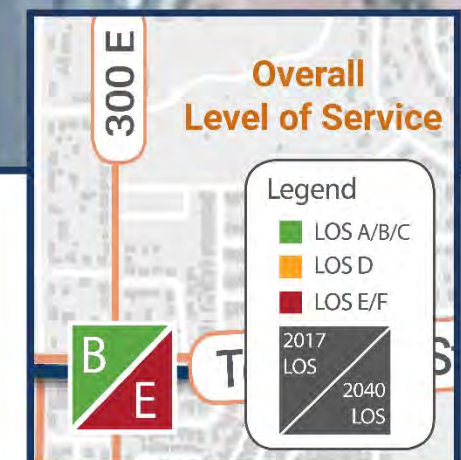 300 E
Overall
Level of Service
Legend
LOS A/B/C
LOS D
LOS E/F
2017
LOS
2040
LOS
B
E